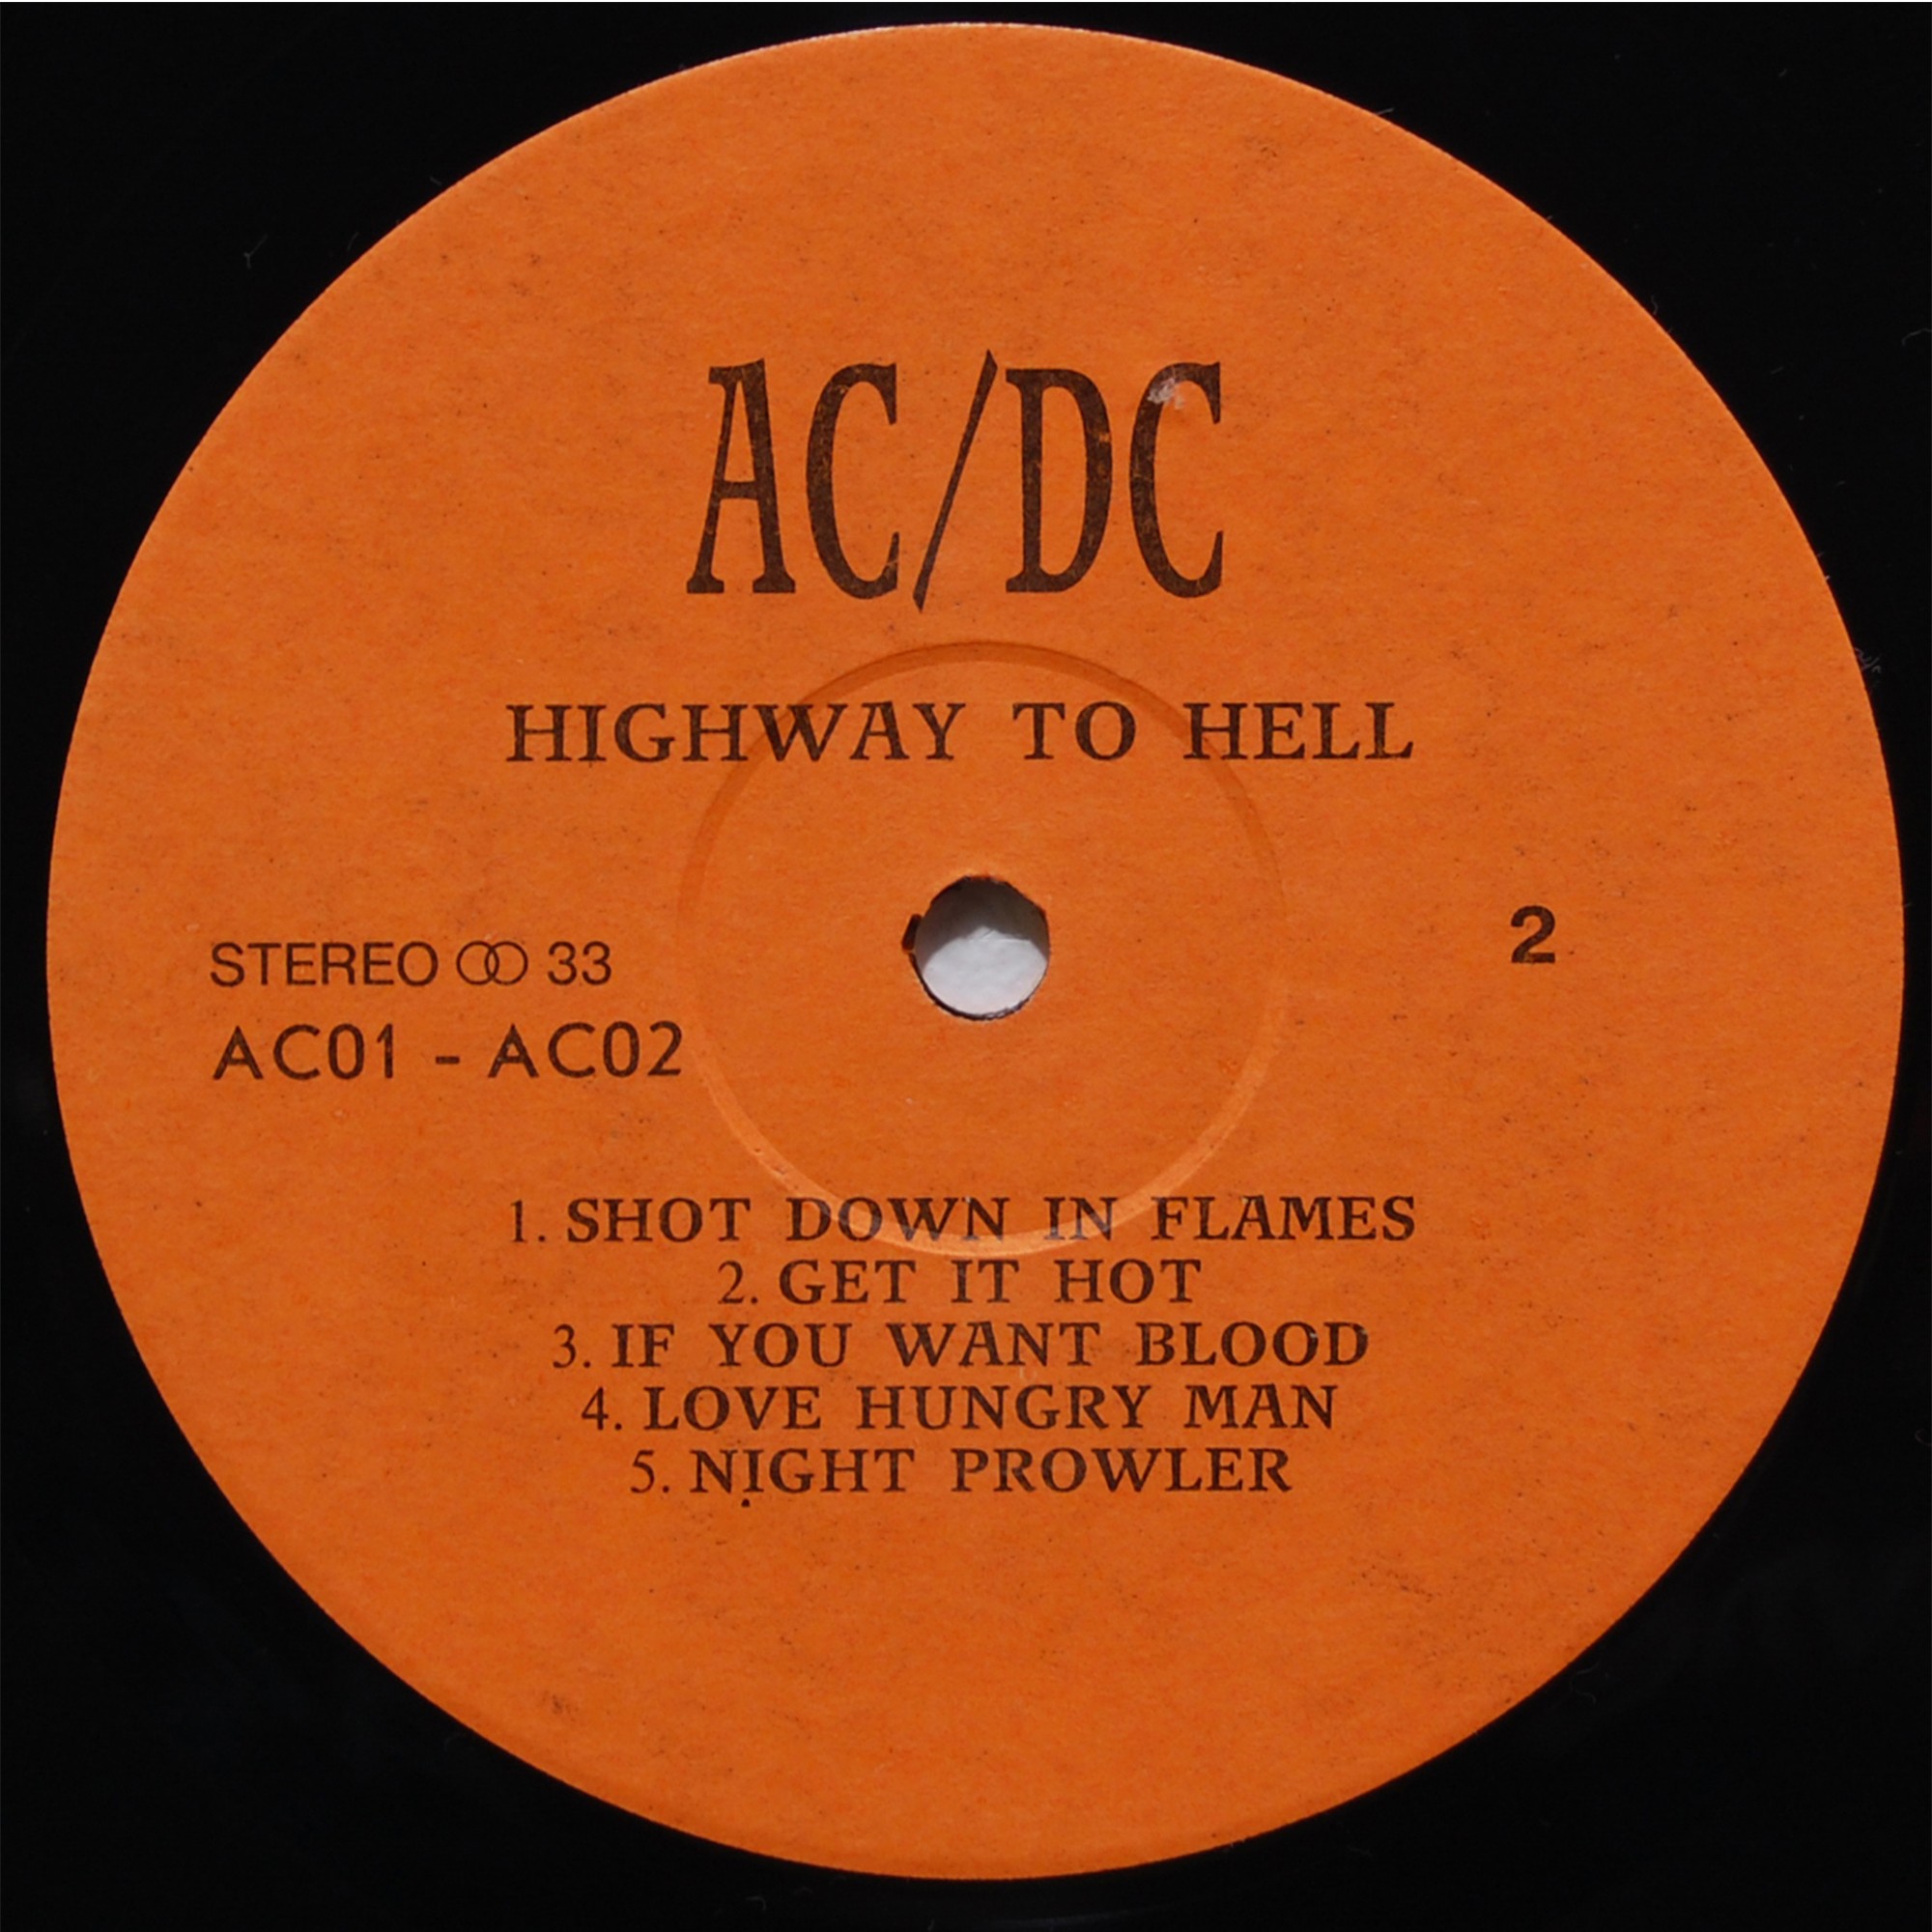 AC/DC
HIGHWAY TO HELL
2
STEREO 33
AC01 - AC02
1. SHOT DOWN IN FLAMES
2. GET IT HOT
3. IF YOU WANT BLOOD
4. LOVE HUNGRY MAN
5. NIGHT PROWLER